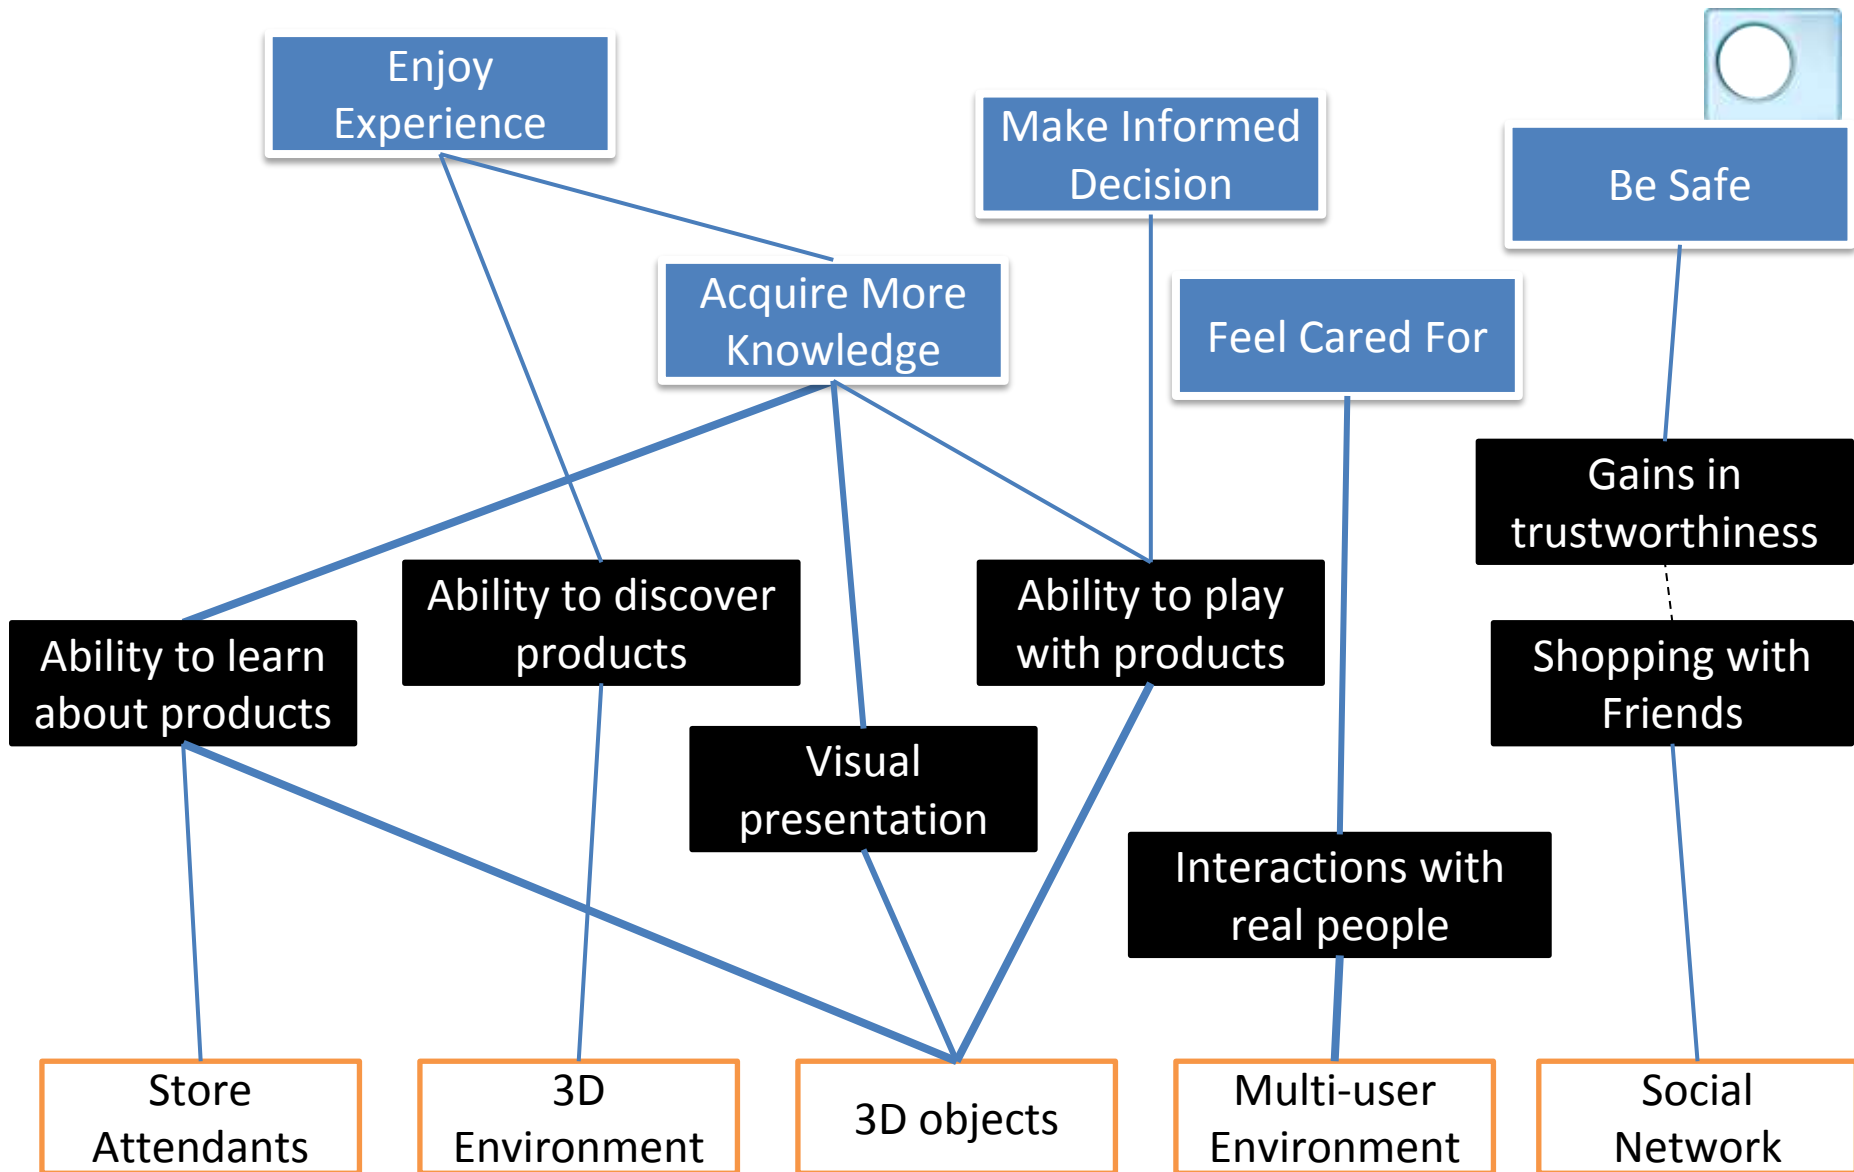 Enjoy
Experience
Make Informed
Decision
Be Safe
Acquire More
Knowledge
Feel Cared For
Gains in
trustworthiness
Ability to discover
products
Ability to play
with products
Ability to learn
about products
Shopping with
Friends
Visual
presentation
Interactions with
real people
Store
Attendants
3D
Environment
3D objects
Multi-user
Environment
Social
Network